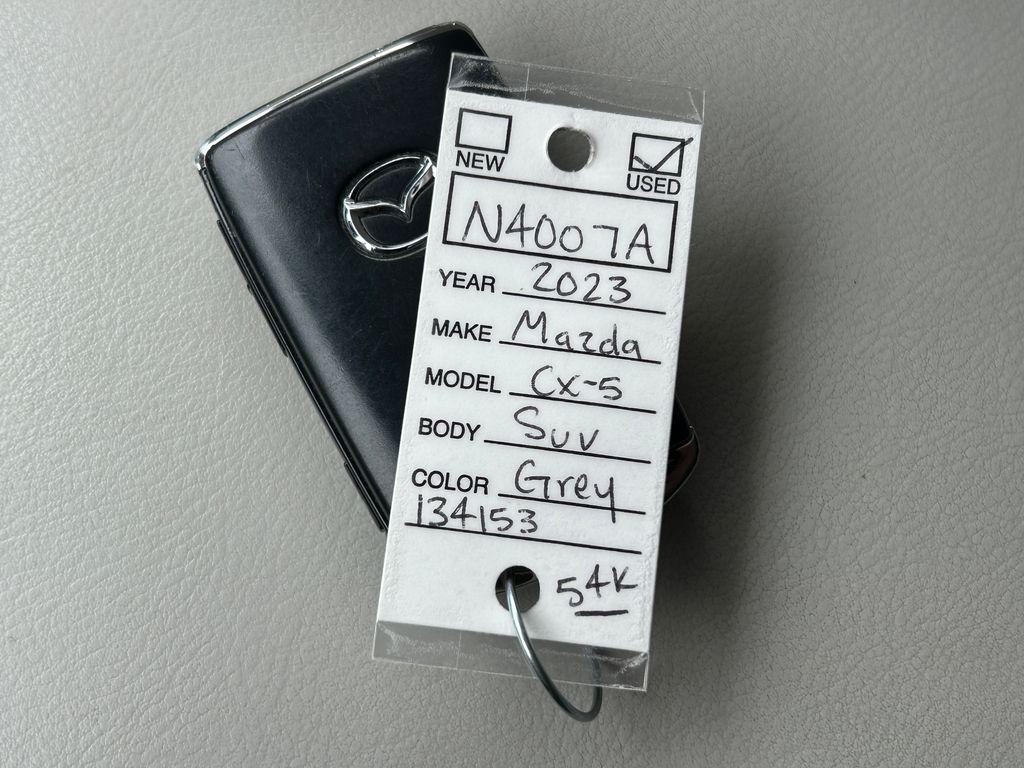 NEW USED
N4007A
YEAR 2023
MAKE Mazda
MODEL Cx-5
BODY Suv
COLOR Grey
134153
54K